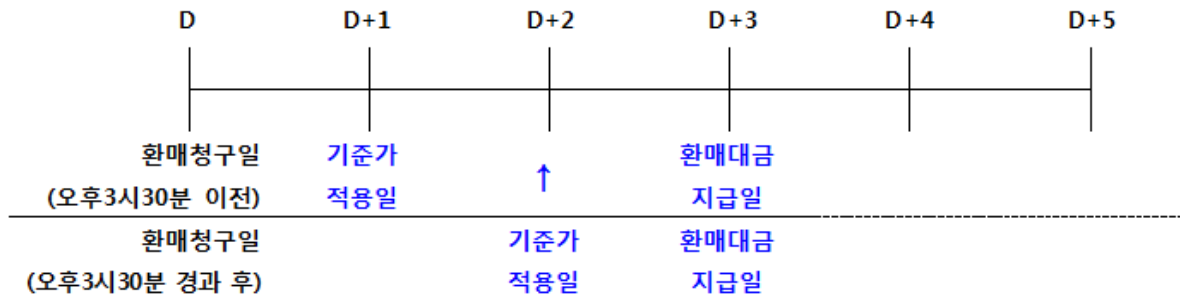 D D+1 D+2 D+3 D+4 D+5
환매청구일 기준가 환매대금
(오후3시30분 이전) 적용일 ↑ 지급일
환매청구일 기준가 환매대금
(오후3시30분 경과 후) 적용일 지급일